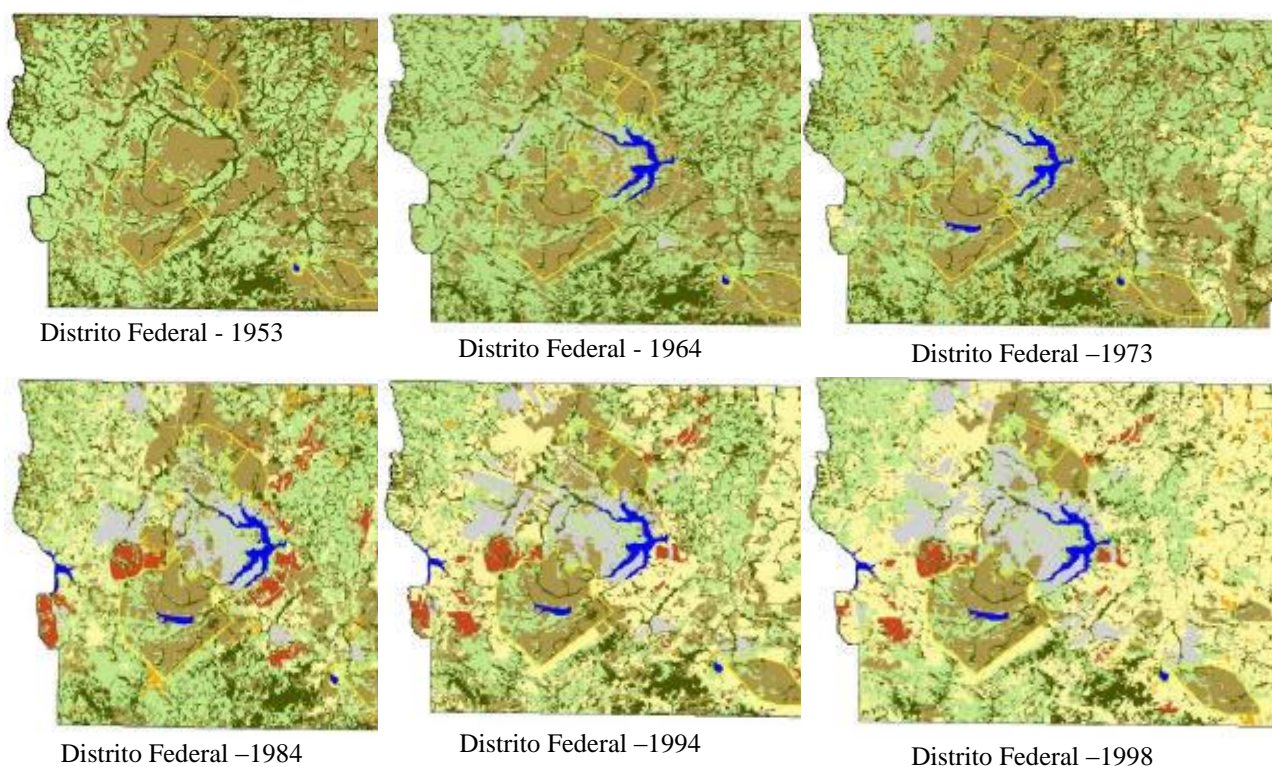 Distrito Federal - 1953
Distrito Federal - 1964
Distrito Federal –1973
Distrito Federal –1984
Distrito Federal –1994
Distrito Federal –1998